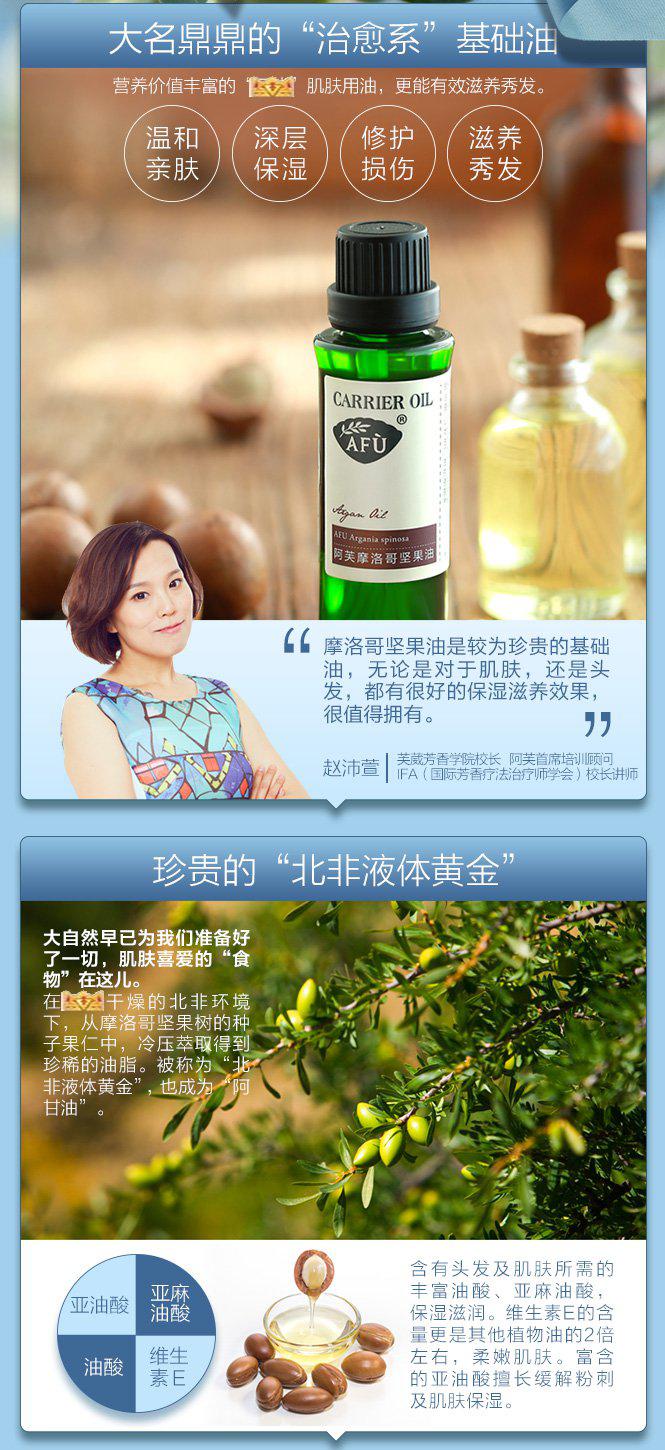 大名鼎鼎的“治愈系”基础油
营养价值丰富的“ ”肌肤用油，更能有效滋养秀发。
温和
亲肤
深层
保湿
修护
损伤
滋养
秀发
CARRIER OIL
AFÙ®
Argan Oil
AFU Argania spinosa
阿芙摩洛哥坚果油
“摩洛哥坚果油是较为珍贵的基础
油，无论是对于肌肤，还是头
发，都有很好的保湿滋养效果，
很值得拥有。”
赵沛萱
芙葳芳香学院校长 阿芙首席培训顾问
IFA（国际芳香疗法治疗师学会）校长讲师
珍贵的“北非液体黄金”
大自然早已为我们准备好
了一切，肌肤喜爱的“食
物”在这儿。
在 干燥的北非环境
下，从摩洛哥坚果树的种
子果仁中，冷压萃取得到
珍稀的油脂。被称为“北
非液体黄金”，也成为“阿
甘油”。
亚油酸
亚麻
油酸
油酸
维生
素E
含有头发及肌肤所需的
丰富油酸、亚麻油酸，
保湿滋润。维生素E的含
量更是其他植物油的2倍
左右，柔嫩肌肤。富含
的亚油酸擅长缓解粉刺
及肌肤保湿。